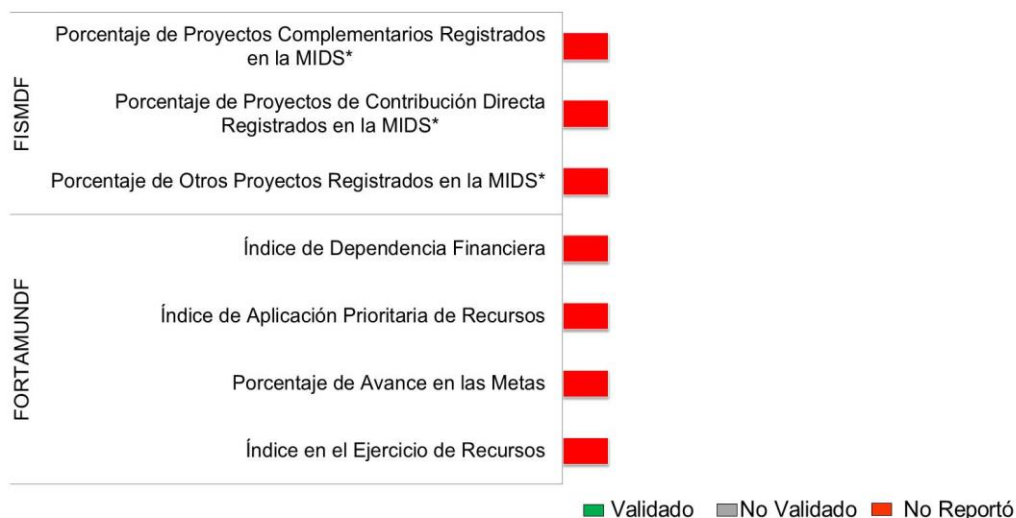 FISMDF
Porcentaje de Proyectos Complementarios Registrados
en la MIDS*
Porcentaje de Proyectos de Contribución Directa
Registrados en la MIDS*
Porcentaje de Otros Proyectos Registrados en la MIDS*
FORTAMUNDF
Índice de Dependencia Financiera
Índice de Aplicación Prioritaria de Recursos
Porcentaje de Avance en las Metas
Índice en el Ejercicio de Recursos
Validado No Validado No Reportó